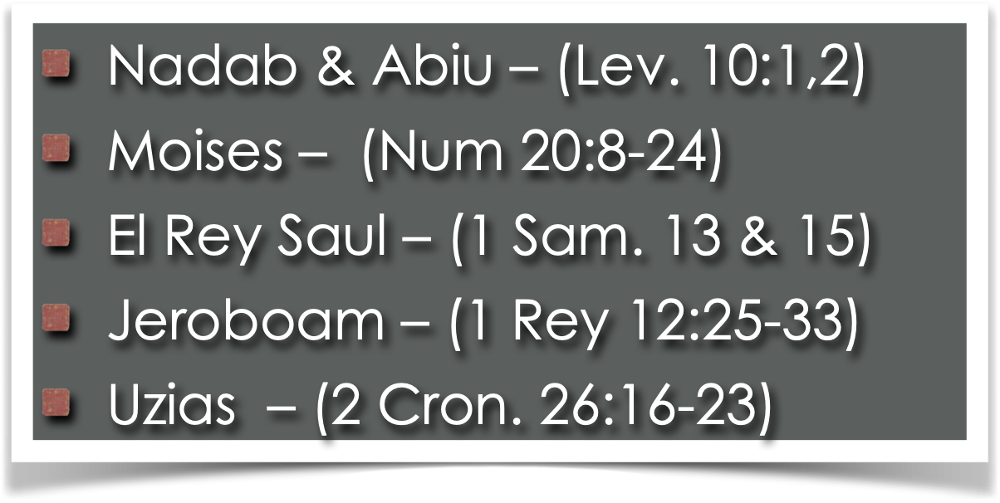 Nadab & Abiu – (Lev. 10:1,2)
Moises – (Num 20:8-24)
El Rey Saul – (1 Sam. 13 & 15)
Jeroboam – (1 Rey 12:25-33)
Uzias – (2 Cron. 26:16-23)